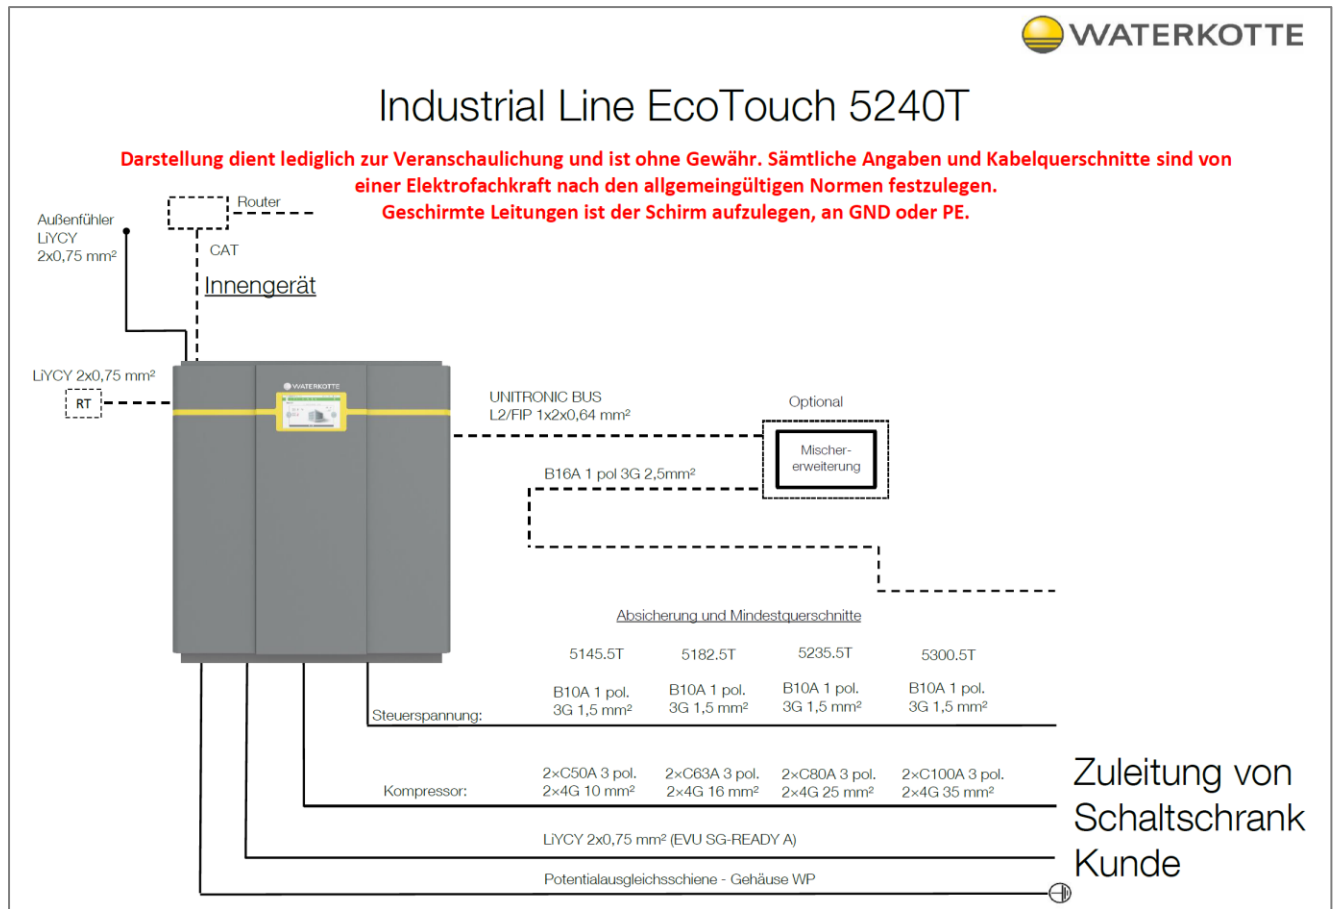 WATERKOTTE
Industrial Line EcoTouch 5240T
Darstellung dient lediglich zur Veranschaulichung und ist ohne Gewähr. Sämtliche Angaben und Kabelquerschnitte sind von
einer Elektrofachkraft nach den allgemeingültigen Normen festzulegen.
Geschirmte Leitungen ist der Schirm aufzulegen, an GND oder PE.
Router
Außenfühler
LiYCY
2x0,75 mm²
CAT
Innengerät
LiYCY 2x0,75 mm²
RT
WATERKOTTE
UNITRONIC BUS
L2/FIP 1x2x0,64 mm²
Optional
Mischer-
erweiterung
B16A 1 pol 3G 2,5mm²
Absicherung und Mindestquerschnitte
5145.5T 5182.5T 5235.5T 5300.5T
B10A 1 pol. B10A 1 pol. B10A 1 pol. B10A 1 pol.
Steuerspannung: 3G 1,5 mm² 3G 1,5 mm² 3G 1,5 mm² 3G 1,5 mm²
2×C50A 3 pol. 2×C63A 3 pol. 2×C80A 3 pol. 2×C100A 3 pol.
Kompressor: 2×4G 10 mm² 2×4G 16 mm² 2×4G 25 mm² 2×4G 35 mm²
LiYCY 2x0,75 mm² (EVU SG-READY A)
Potentialausgleichsschiene - Gehäuse WP
Zuleitung von
Schaltschrank
Kunde